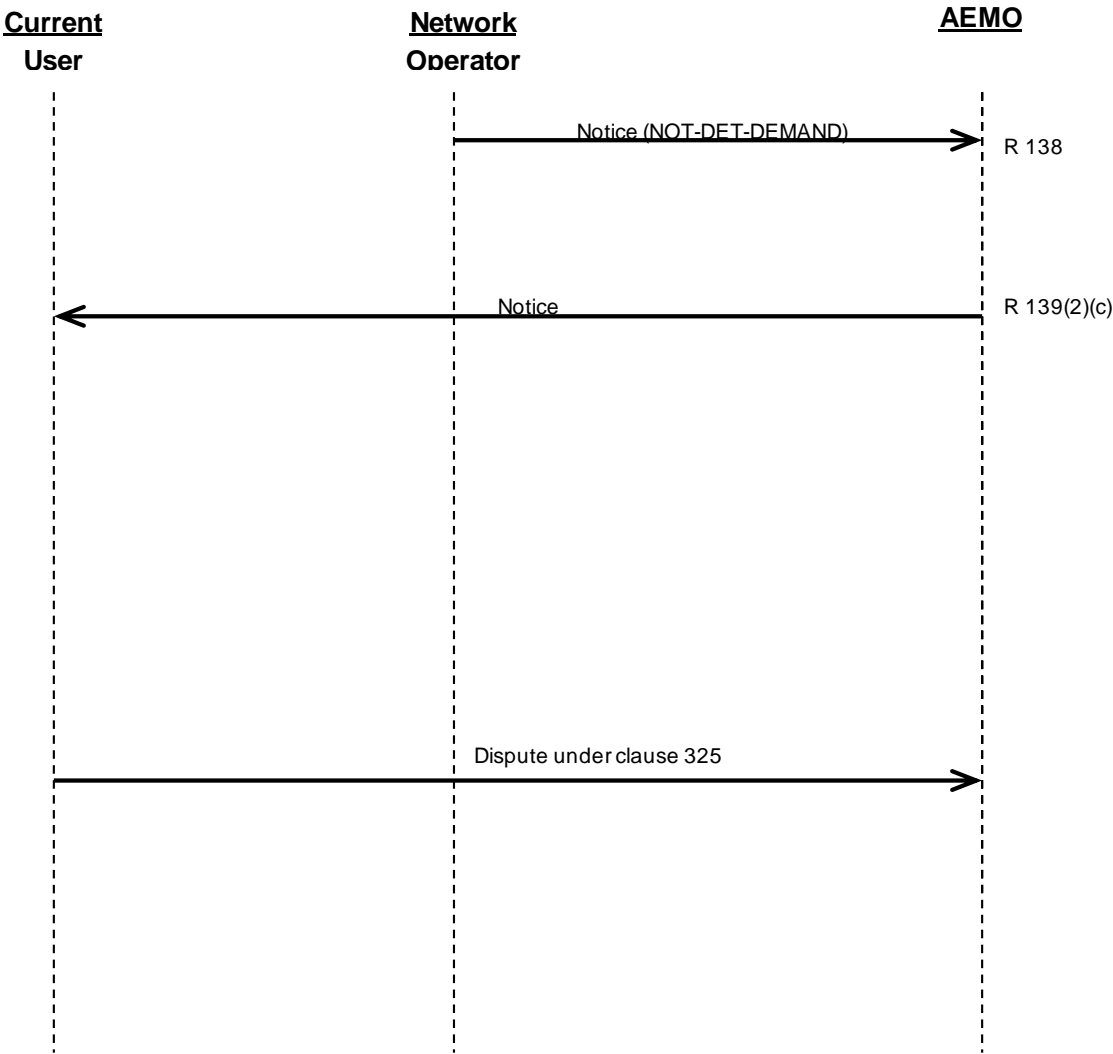 Current
User
Network
Operator
AEMO
Notice (NOT-DET-DEMAND)
R 138
Notice
R 139(2)(c)
Dispute under clause 325